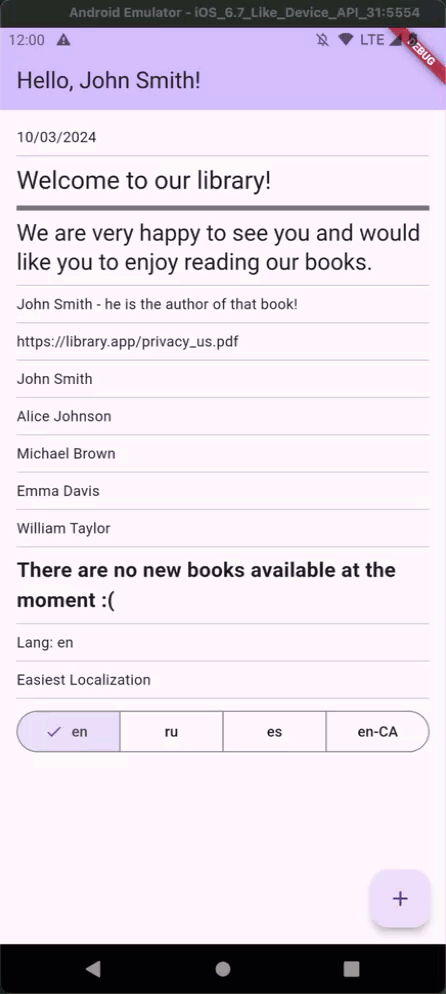 Android Emulator - iOS_6.7_Like_Device_API_31:5554
12:00 LTE
DEBUG
Hello, John Smith!
10/03/2024
Welcome to our library!
We are very happy to see you and would
like you to enjoy reading our books.
John Smith - he is the author of that book!
https://library.app/privacy_us.pdf
John Smith
Alice Johnson
Michael Brown
Emma Davis
William Taylor
There are no new books available at the
moment :(
Lang: en
Easiest Localization
en ru es en-CA